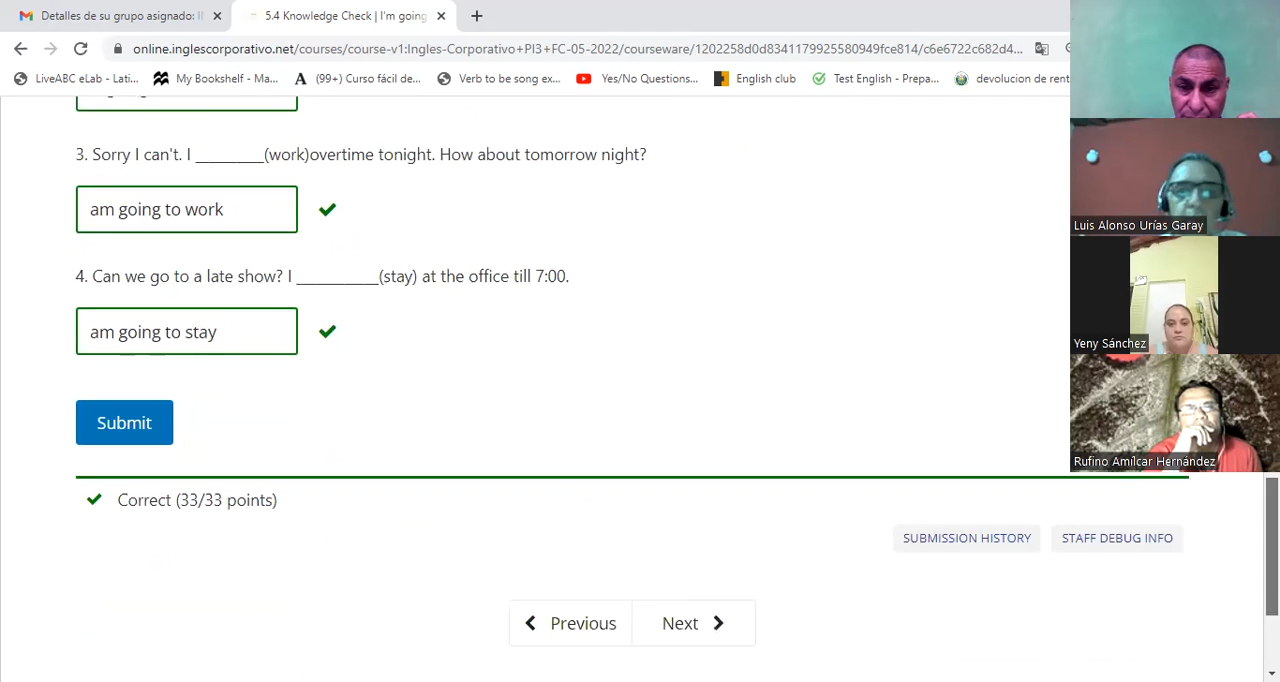 Detalles de su grupo asignado: I
5.4 Knowledge Check | I'm going
online.inglescorporativo.net/courses/course-v1:Ingles-Corporativo+PI3+FC-05-2022/courseware/1202258d0d8341179925580949fce814/c6e6722c682d4...
LiveABC eLab - Lati...
My Bookshelf - Ma...
(99+) Curso fácil de...
Verb to be song ex...
Yes/No Questions...
English club
Test English - Prepa...
devolucion de rent
3. Sorry I can't. I ________(work)overtime tonight. How about tomorrow night?
am going to work
4. Can we go to a late show? I __________(stay) at the office till 7:00.
am going to stay
Submit
Correct (33/33 points)
SUBMISSION HISTORY
STAFF DEBUG INFO
Previous
Next
Luis Alonso Urías Garay
Yeny Sánchez
Rufino Amílcar Hernández